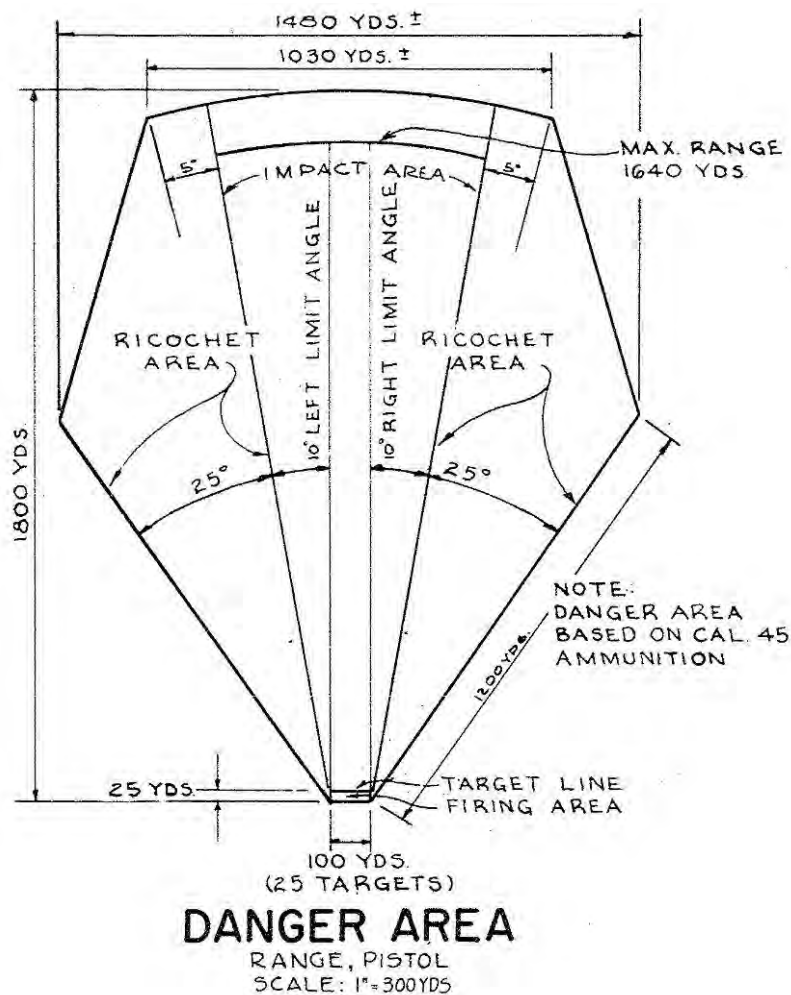 1480 YDS. ±
1030 YDS. ±
MAX. RANGE
1640 YDS.
5°
IMPACT AREA
5°
10° LEFT LIMIT ANGLE
10° RIGHT LIMIT ANGLE
RICOCHET
AREA
RICOCHET
AREA
1800 YDS.
25°
25°
NOTE:
DANGER AREA
BASED ON CAL. 45
AMMUNITION
1200 YDS.
25 YDS.
TARGET LINE
FIRING AREA
100 YDS.
(25 TARGETS)
DANGER AREA
RANGE, PISTOL
SCALE: 1"=300YDS